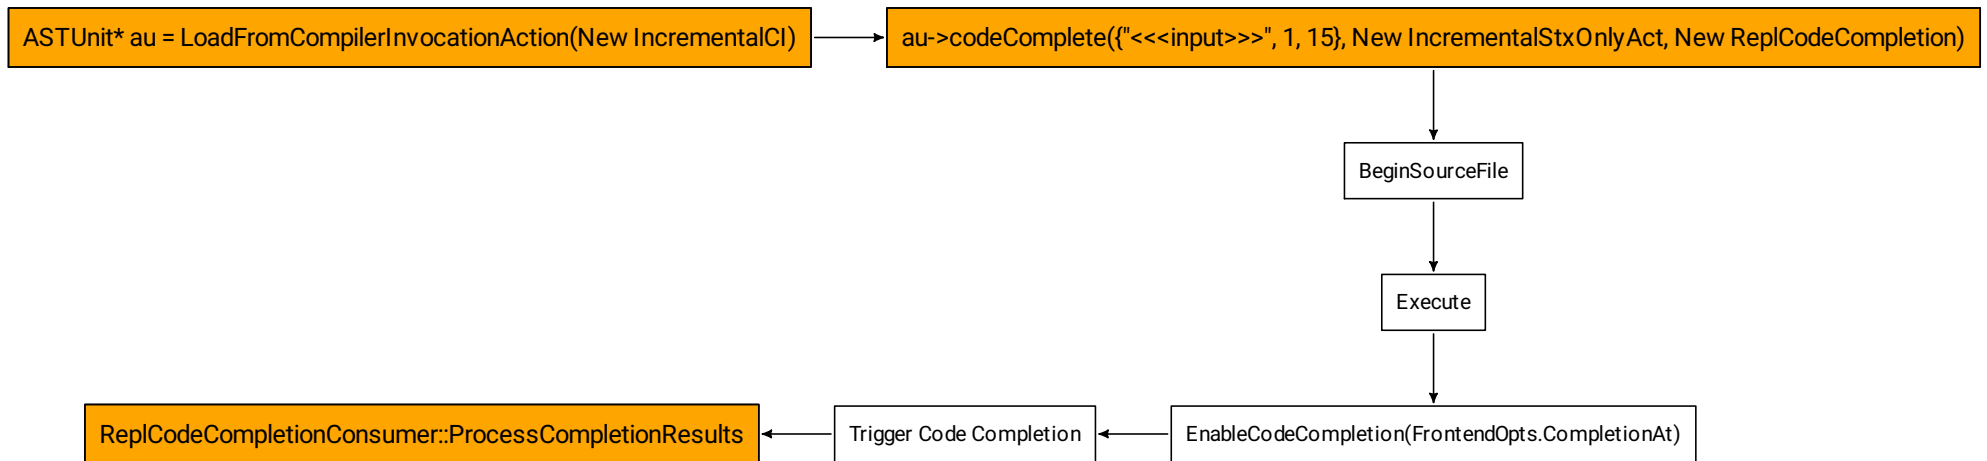 ASTUnit* au = LoadFromCompilerInvocationAction(New IncrementalCI)
au->codeComplete({"<<<input>>>", 1, 15}, New IncrementalStxOnlyAct, New ReplCodeCompletion)
BeginSourceFile
Execute
EnableCodeCompletion(FrontendOpts.CompletionAt)
Trigger Code Completion
ReplCodeCompletionConsumer::ProcessCompletionResults